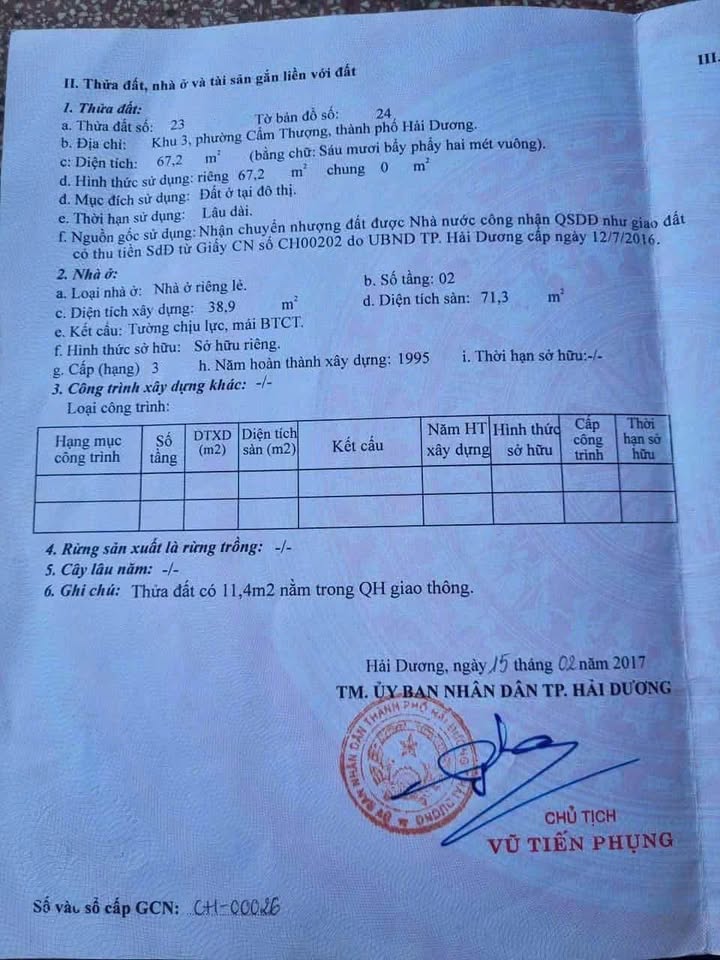 III.
II. Thửa đất, nhà ở và tài sản gắn liền với đất
1. Thửa đất:
a. Thửa đất số: 23 Tờ bản đồ số: 24
b. Địa chỉ: Khu 3, phường Cẩm Thượng, thành phố Hải Dương.
c: Diện tích: 67,2 m² (bằng chữ: Sáu mươi bẩy phẩy hai mét vuông).
d. Hình thức sử dụng: riêng 67,2 m² chung 0 m²
đ. Mục đích sử dụng: Đất ở tại đô thị.
e. Thời hạn sử dụng: Lâu dài.
f. Nguồn gốc sử dụng: Nhận chuyển nhượng đất được Nhà nước công nhận QSDĐ như giao đất
có thu tiền SdĐ từ Giấy CN số CH00202 do UBND TP. Hải Dương cấp ngày 12/7/2016.
2. Nhà ở:
a. Loại nhà ở: Nhà ở riêng lẻ. b. Số tầng: 02
c. Diện tích xây dựng: 38,9 m² d. Diện tích sàn: 71,3 m²
e. Kết cấu: Tường chịu lực, mái BTCT.
f. Hình thức sở hữu: Sở hữu riêng.
g. Cấp (hạng) 3 h. Năm hoàn thành xây dựng: 1995 i. Thời hạn sở hữu:-/-
3. Công trình xây dựng khác: -/-
Loại công trình:
Hạng mục công trình Số tầng DTXD (m2) Diện tích sàn (m2) Kết cấu Năm HT xây dựng Hình thức sở hữu Cấp công trình Thời hạn sở hữu
4. Rừng sản xuất là rừng trồng: -/-
5. Cây lâu năm: -/-
6. Ghi chú: Thửa đất có 11,4m2 nằm trong QH giao thông.
Hải Dương, ngày 15 tháng 02 năm 2017
TM. ỦY BAN NHÂN DÂN TP. HẢI DƯƠNG
CHỦ TỊCH
VŨ TIẾN PHỤNG
Số vào sổ cấp GCN: CH-00026